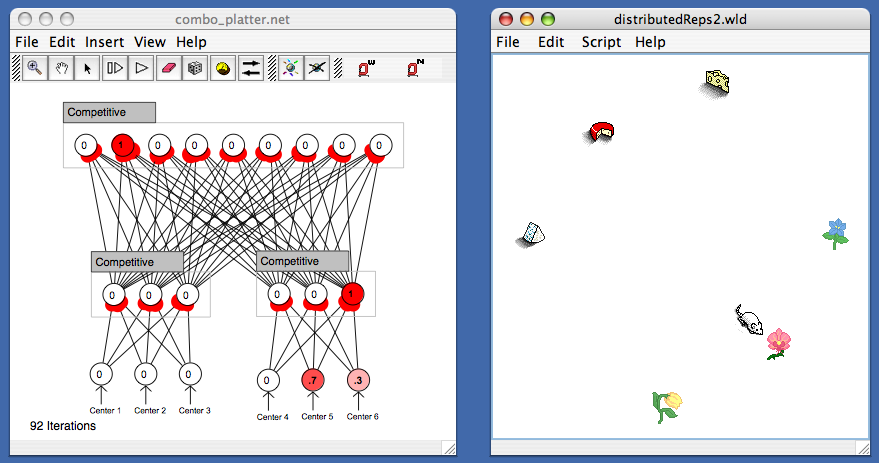 combo_platter.net
File Edit Insert View Help
W N
Competitive
0 1 0 0 0 0 0 0 0
Competitive Competitive
0 0 0 0 0 1
0 0 0 0 .7 .3
Center 1 Center 2 Center 3 Center 4 Center 5 Center 6
92 Iterations
distributedReps2.wld
File Edit Script Help